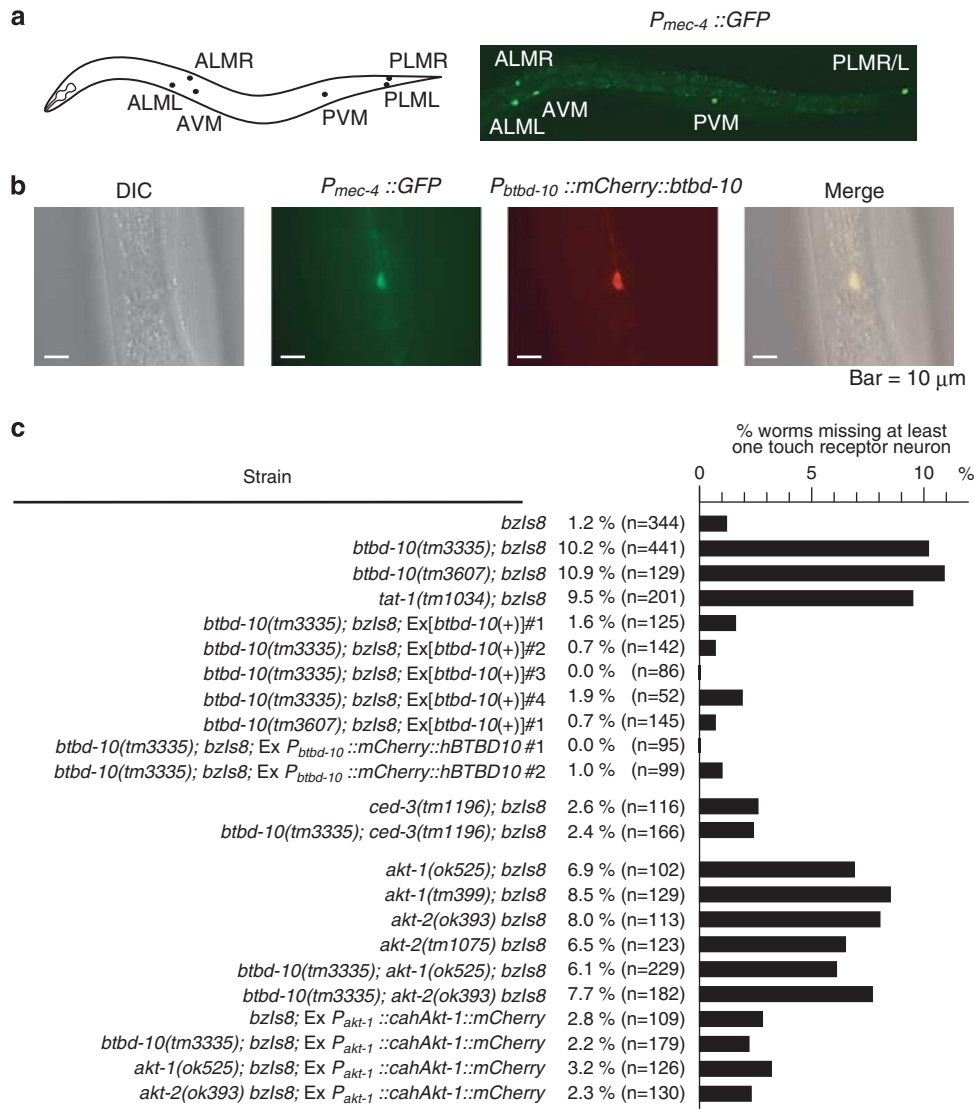 a
P_mec-4 ::GFP
ALMR
PLMR
ALML
AVM
PVM
PLML
ALMR
PLMR/L
ALML
AVM
PVM
b
DIC
P_mec-4 ::GFP
P_btbd-10 ::mCherry::btbd-10
Merge
Bar = 10 μm
c
% worms missing at least
one touch receptor neuron
Strain
0 5 10 %
bzIs8 1.2 % (n=344)
btbd-10(tm3335); bzIs8 10.2 % (n=441)
btbd-10(tm3607); bzIs8 10.9 % (n=129)
tat-1(tm1034); bzIs8 9.5 % (n=201)
btbd-10(tm3335); bzIs8; Ex[btbd-10(+)]#1 1.6 % (n=125)
btbd-10(tm3335); bzIs8; Ex[btbd-10(+)]#2 0.7 % (n=142)
btbd-10(tm3335); bzIs8; Ex[btbd-10(+)]#3 0.0 % (n=86)
btbd-10(tm3335); bzIs8; Ex[btbd-10(+)]#4 1.9 % (n=52)
btbd-10(tm3607); bzIs8; Ex[btbd-10(+)]#1 0.7 % (n=145)
btbd-10(tm3335); bzIs8; Ex P_btbd-10 ::mCherry::hBTBD10 #1 0.0 % (n=95)
btbd-10(tm3335); bzIs8; Ex P_btbd-10 ::mCherry::hBTBD10 #2 1.0 % (n=99)
ced-3(tm1196); bzIs8 2.6 % (n=116)
btbd-10(tm3335); ced-3(tm1196); bzIs8 2.4 % (n=166)
akt-1(ok525); bzIs8 6.9 % (n=102)
akt-1(tm399); bzIs8 8.5 % (n=129)
akt-2(ok393) bzIs8 8.0 % (n=113)
akt-2(tm1075) bzIs8 6.5 % (n=123)
btbd-10(tm3335); akt-1(ok525); bzIs8 6.1 % (n=229)
btbd-10(tm3335); akt-2(ok393) bzIs8 7.7 % (n=182)
bzIs8; Ex P_akt-1 ::cahAkt-1::mCherry 2.8 % (n=109)
btbd-10(tm3335); bzIs8; Ex P_akt-1 ::cahAkt-1::mCherry 2.2 % (n=179)
akt-1(ok525); bzIs8; Ex P_akt-1 ::cahAkt-1::mCherry 3.2 % (n=126)
akt-2(ok393) bzIs8; Ex P_akt-1 ::cahAkt-1::mCherry 2.3 % (n=130)